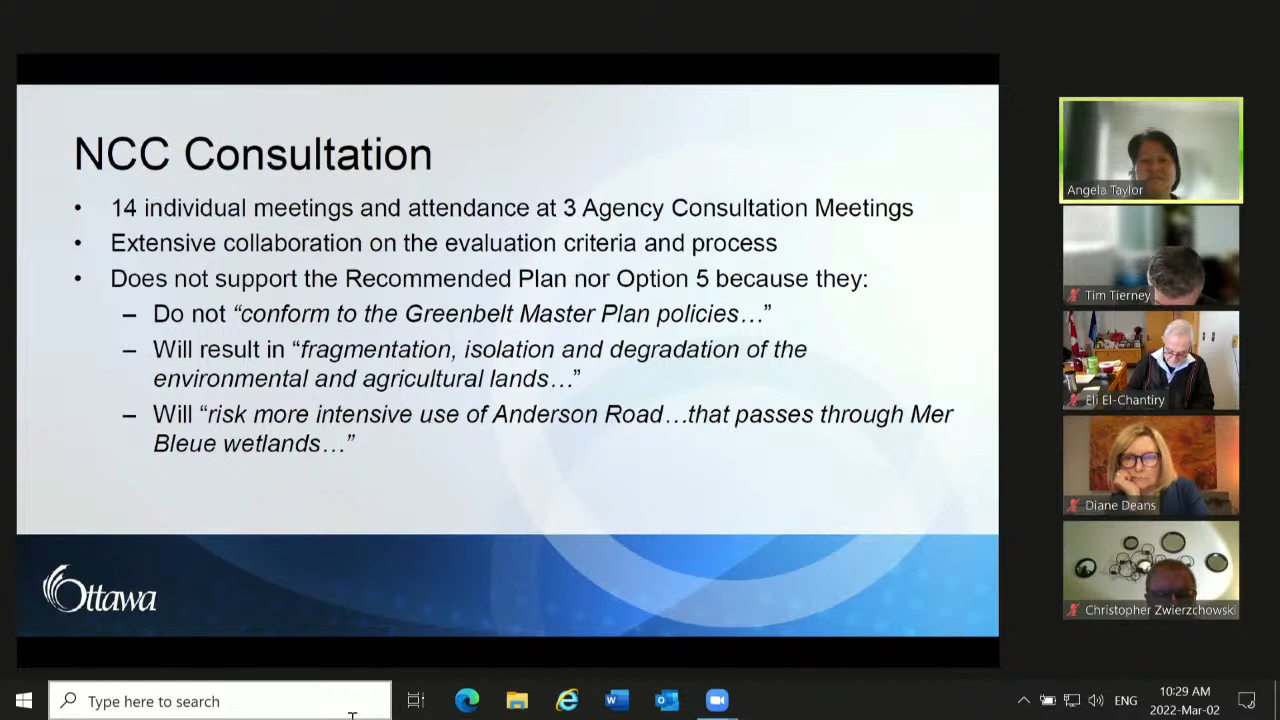 NCC Consultation
• 14 individual meetings and attendance at 3 Agency Consultation Meetings
• Extensive collaboration on the evaluation criteria and process
• Does not support the Recommended Plan nor Option 5 because they:
– Do not “conform to the Greenbelt Master Plan policies…”
– Will result in “fragmentation, isolation and degradation of the
environmental and agricultural lands…”
– Will “risk more intensive use of Anderson Road…that passes through Mer
Bleue wetlands…”
Ottawa
Angela Taylor
Tim Tierney
Eli El-Chantiry
Diane Deans
Christopher Zwierzchowski
Type here to search
ENG
10:29 AM
2022-Mar-02